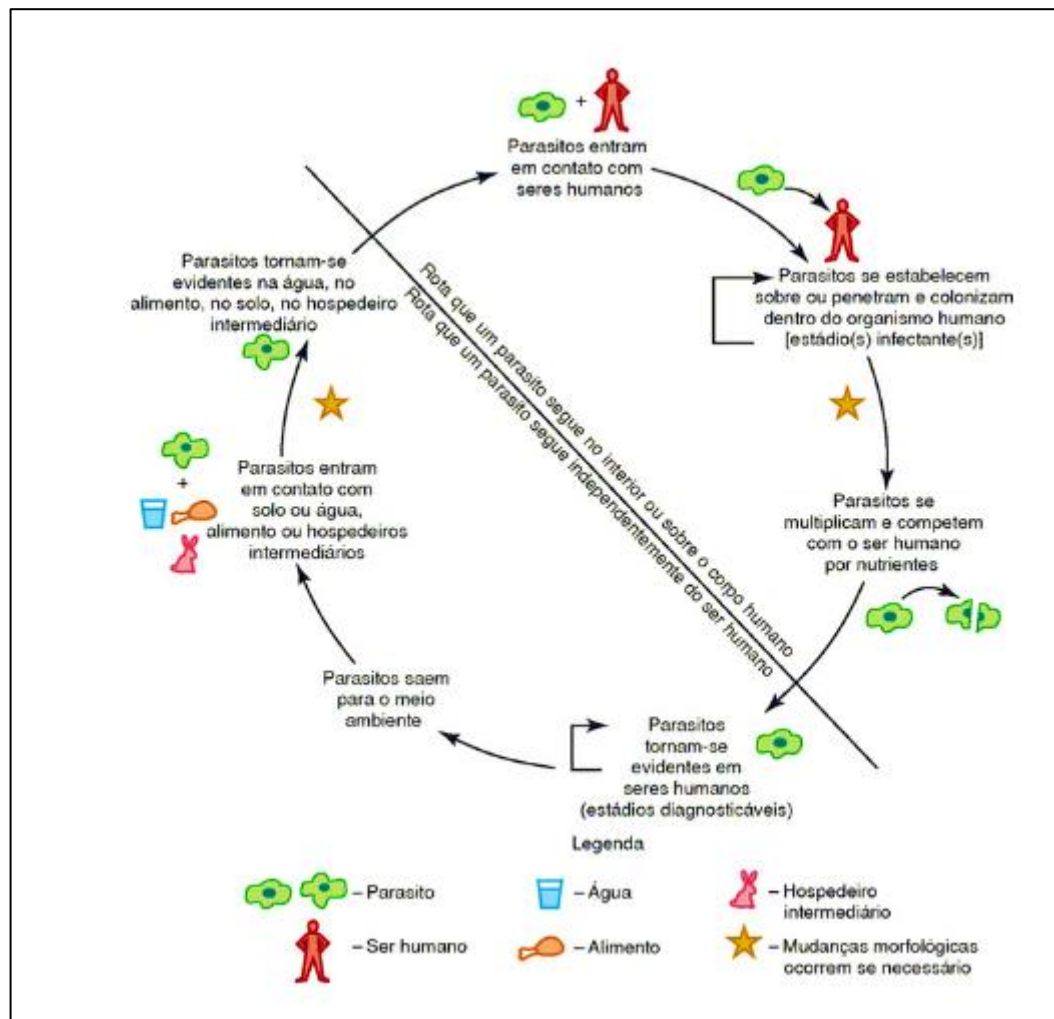 Parasitos entram
em contato com
seres humanos
Parasitos se estabelecem
sobre ou penetram e colonizam
dentro do organismo humano
[estádio(s) infectante(s)]
Parasitos se
multiplicam e competem
com o ser humano
por nutrientes
Rota que um parasito segue no interior ou sobre o corpo humano
Rota que um parasito segue independentemente do ser humano
Parasitos
tornam-se
evidentes em
seres humanos
(estádios diagnosticáveis)
Parasitos saem
para o meio
ambiente
Parasitos entram
em contato com
solo ou água,
alimento ou hospedeiros
intermediários
Parasitos tornam-se
evidentes na água, no
alimento, no solo, no hospedeiro
intermediário
+
+
Legenda
– Parasito
– Água
– Hospedeiro
intermediário
– Ser humano
– Alimento
– Mudanças morfológicas
ocorrem se necessário